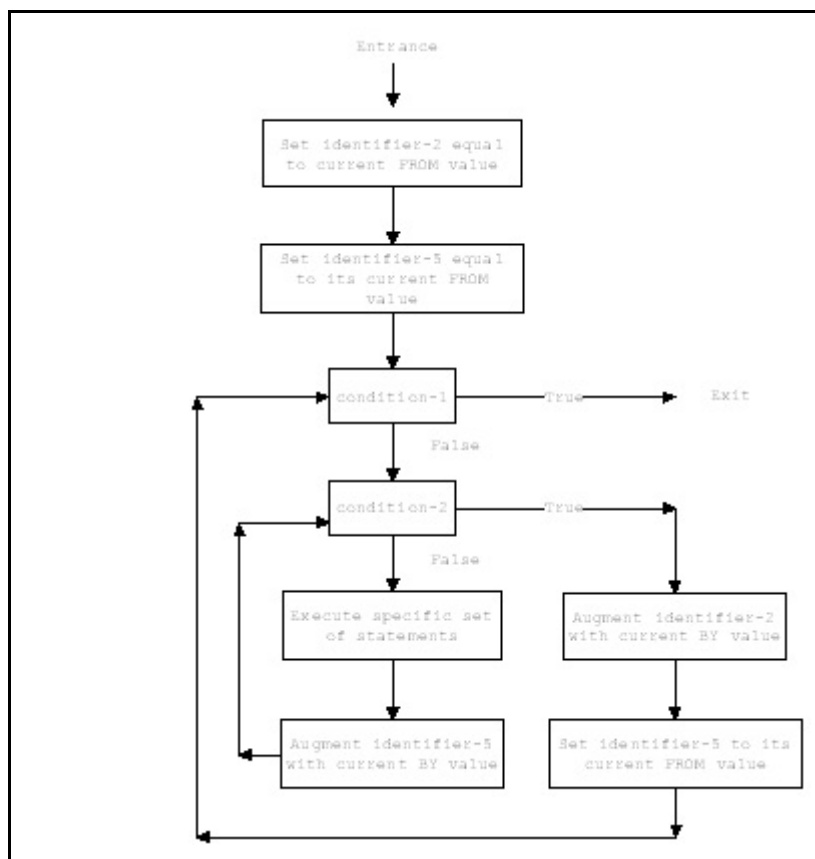 Entrance
Set identifier-2 equal
to current FROM value
Set identifier-5 equal
to its current FROM
value
condition-1
True
Exit
False
condition-2
True
False
Execute specific set
of statements
Augment identifier-2
with current BY value
Augment identifier-5
with current BY value
Set identifier-5 to its
current FROM value